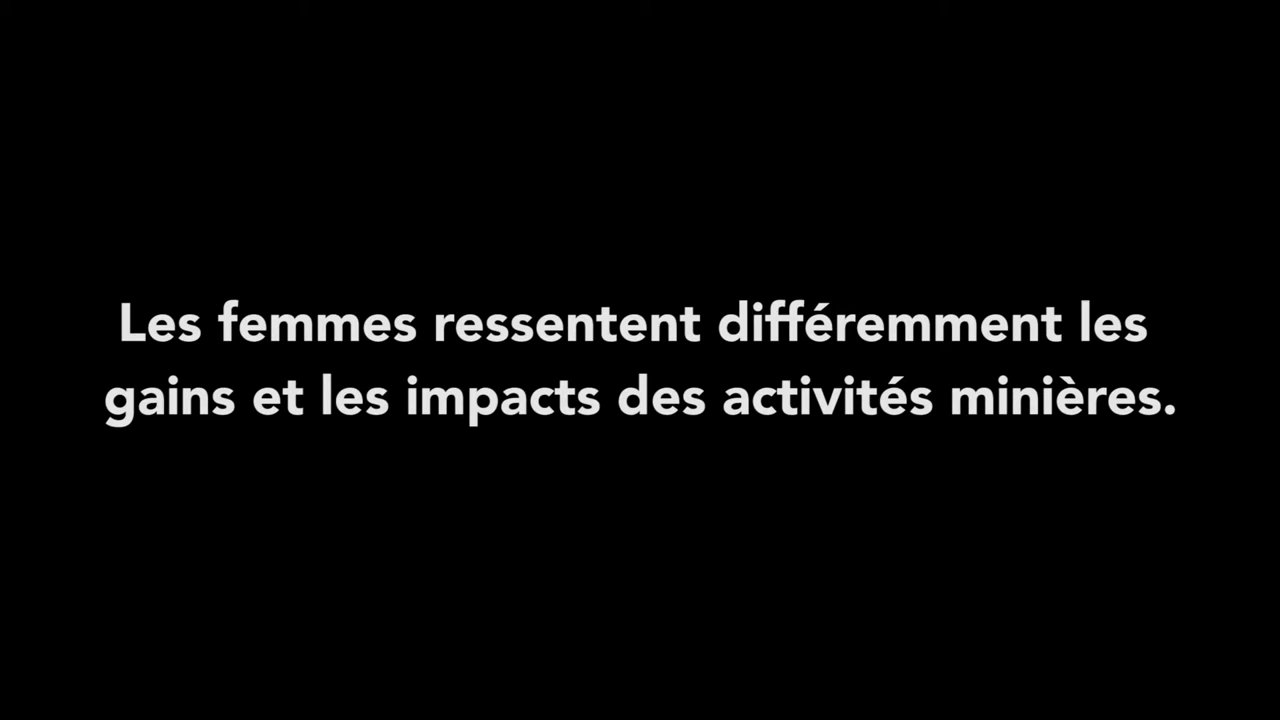 Les femmes ressentent différemment les
gains et les impacts des activités minières.